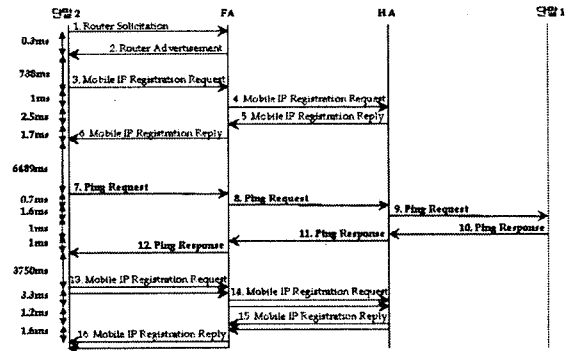 단말 2 FA HA 단말 1
1. Router Solicitation
0.3ms
2. Router Advertisement
738ms
3. Mobile IP Registration Request
1ms
4. Mobile IP Registration Request
2.5ms
5. Mobile IP Registration Reply
1.7ms
6. Mobile IP Registration Reply
6489ms
7. Ping Request
0.7ms
8. Ping Request
1.6ms
9. Ping Request
1ms
10. Ping Response
11. Ping Response
1ms
12. Ping Response
3750ms
13. Mobile IP Registration Request
3.3ms
14. Mobile IP Registration Request
1.2ms
15. Mobile IP Registration Reply
1.6ms
16. Mobile IP Registration Reply